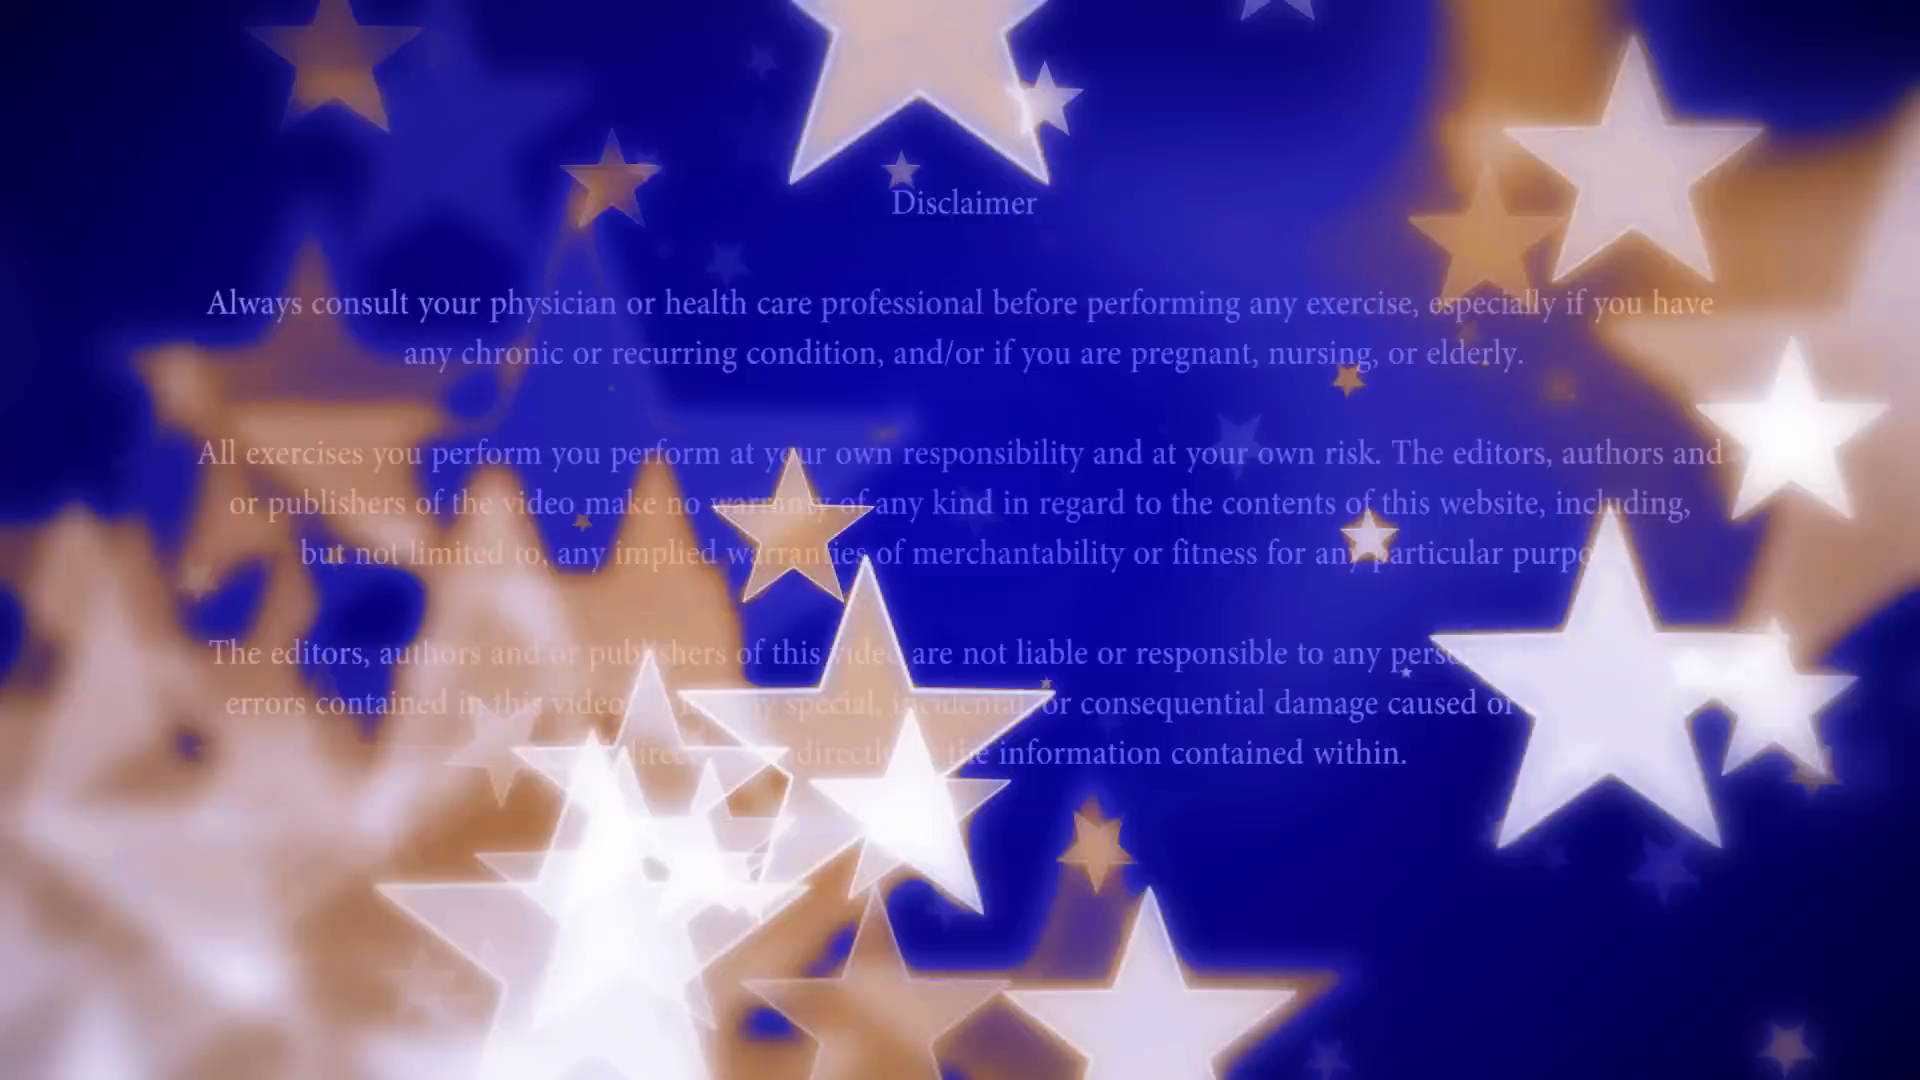 Disclaimer
Always consult your physician or health care professional before performing any exercise, especially if you have
any chronic or recurring condition, and/or if you are pregnant, nursing, or elderly.
All exercises you perform you perform at your own responsibility and at your own risk. The editors, authors and
or publishers of the video make no warranty of any kind in regard to the contents of this website, including,
but not limited to, any implied warranties of merchantability or fitness for any particular
The editors, authors and or publishers of this video are not liable or responsible to any
errors contained in this video special, incidental, or consequential damage caused or
directly the information contained within.